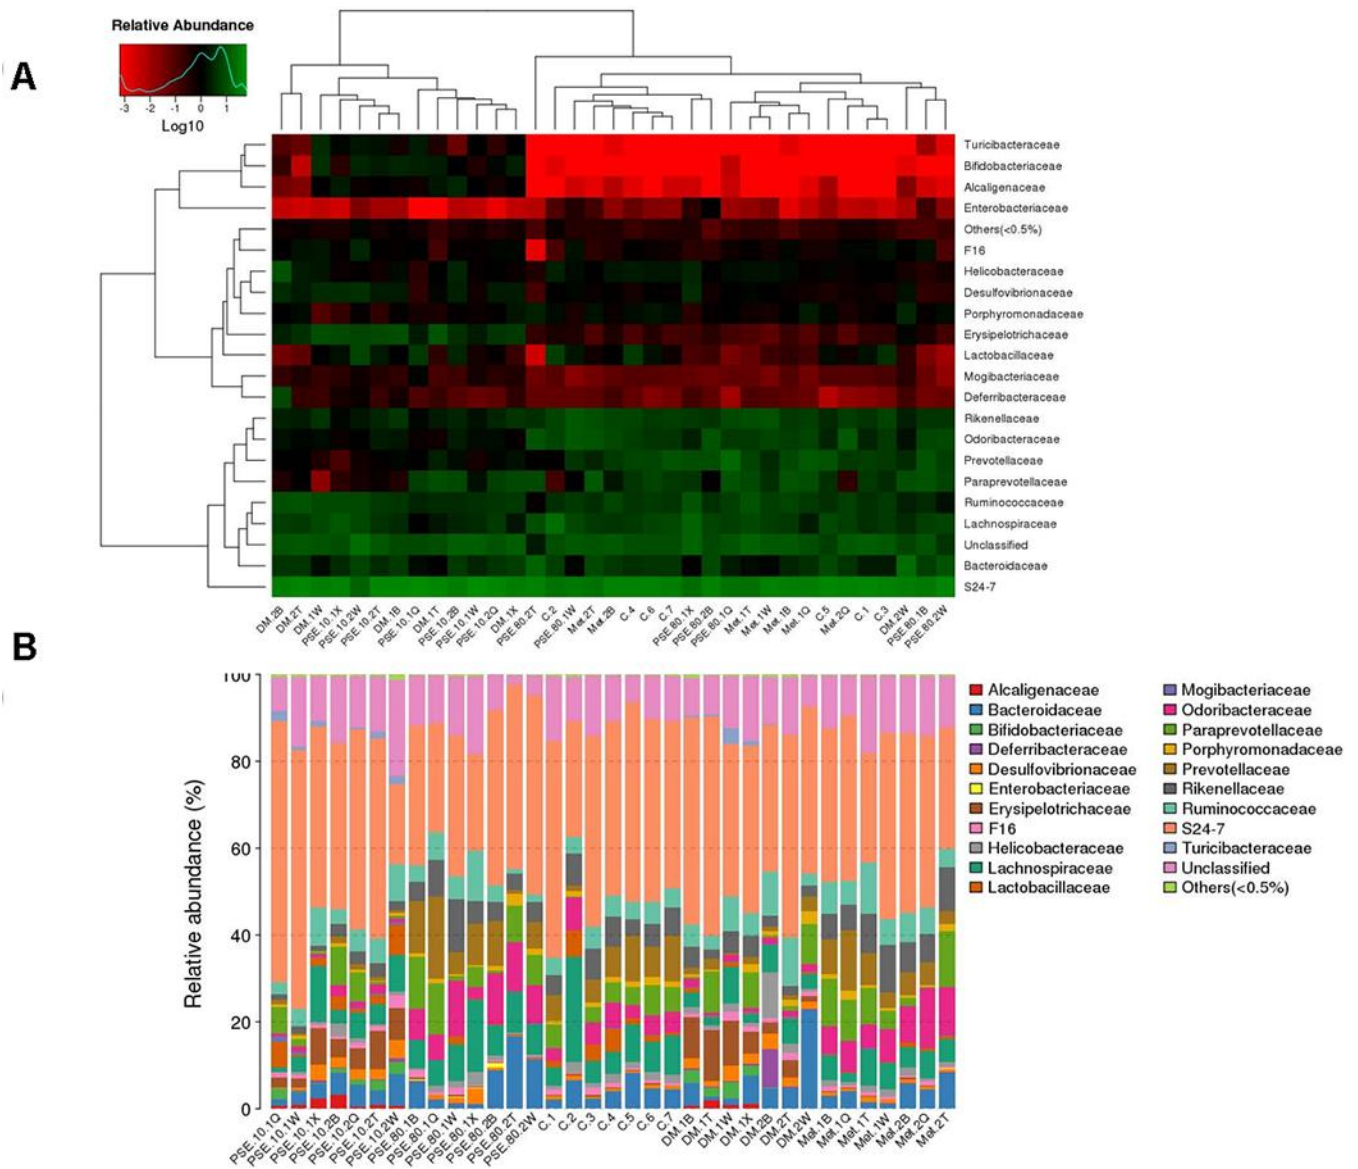 A
Relative Abundance
-3 -2 -1 0 1
Log10
Turicibacteraceae
Bifidobacteriaceae
Alcaligenaceae
Enterobacteriaceae
Others(<0.5%)
F16
Helicobacteraceae
Desulfovibrionaceae
Porphyromonadaceae
Erysipelotrichaceae
Lactobacillaceae
Mogibacteriaceae
Deferribacteraceae
Rikenellaceae
Odoribacteraceae
Prevotellaceae
Paraprevotellaceae
Ruminococcaceae
Lachnospiraceae
Unclassified
Bacteroidaceae
S24-7
DM.2B
DM.2T
DM.1W
PSE.10.1X
PSE.10.2W
PSE.10.2T
DM.1B
PSE.10.1Q
DM.1T
PSE.10.2B
PSE.10.1W
PSE.10.2Q
DM.1X
PSE.80.2T
C.2
PSE.80.1W
Met.2T
Met.2B
C.4
C.6
C.7
PSE.80.1X
PSE.80.2B
PSE.80.1Q
Met.1T
Met.1W
Met.1B
Met.1Q
C.5
Met.2Q
C.1
C.3
DM.2W
PSE.80.1B
PSE.80.2W
B
Relative abundance (%)
100
80
60
40
20
0
PSE.10.1Q
PSE.10.1W
PSE.10.1X
PSE.10.2B
PSE.10.2Q
PSE.10.2T
PSE.10.2W
PSE.80.1B
PSE.80.1Q
PSE.80.1W
PSE.80.1X
PSE.80.2B
PSE.80.2T
PSE.80.2W
C.1
C.2
C.3
C.4
C.5
C.6
C.7
DM.1B
DM.1T
DM.1W
DM.1X
DM.2B
DM.2T
DM.2W
Met.1B
Met.1Q
Met.1T
Met.1W
Met.2B
Met.2Q
Met.2T
Alcaligenaceae
Bacteroidaceae
Bifidobacteriaceae
Deferribacteraceae
Desulfovibrionaceae
Enterobacteriaceae
Erysipelotrichaceae
F16
Helicobacteraceae
Lachnospiraceae
Lactobacillaceae
Mogibacteriaceae
Odoribacteraceae
Paraprevotellaceae
Porphyromonadaceae
Prevotellaceae
Rikenellaceae
Ruminococcaceae
S24-7
Turicibacteraceae
Unclassified
Others(<0.5%)